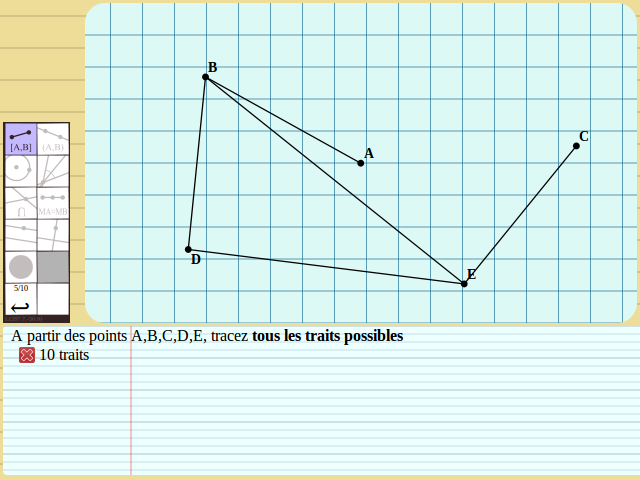 B
A
C
D
E
[A,B] (A,B)
MA=MB
5/10
A partir des points A,B,C,D,E, tracez tous les traits possibles
10 traits